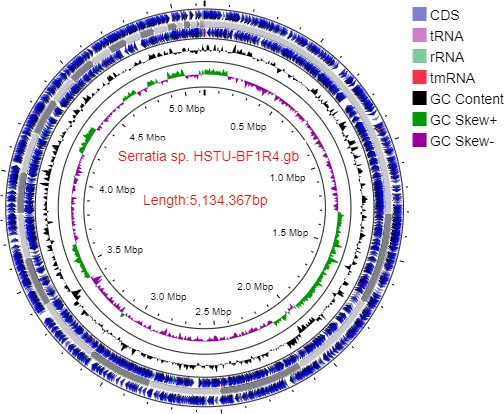 CDS
tRNA
rRNA
tmRNA
GC Content
GC Skew+
GC Skew-
5.0 Mbp
0.5 Mbp
4.5 Mbp
Serratia sp. HSTU-BF1R4.gb
1.0 Mbp
4.0 Mbp
Length:5,134,367bp
1.5 Mbp
3.5 Mbp
2.0 Mbp
3.0 Mbp
2.5 Mbp